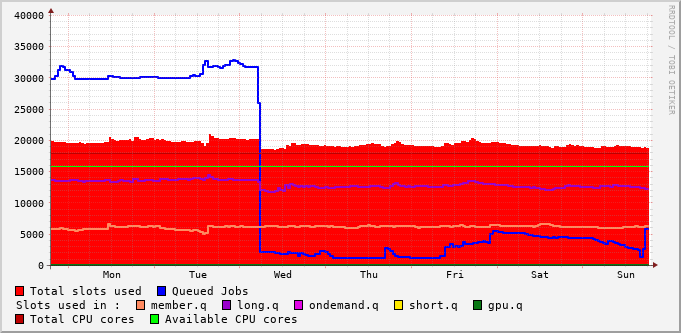 40000
35000
30000
25000
20000
15000
10000
5000
0
Mon Tue Wed Thu Fri Sat Sun
RRDTOOL / TOBI OETIKER
Total slots used Queued Jobs
Slots used in : member.q long.q ondemand.q short.q gpu.q
Total CPU cores Available CPU cores